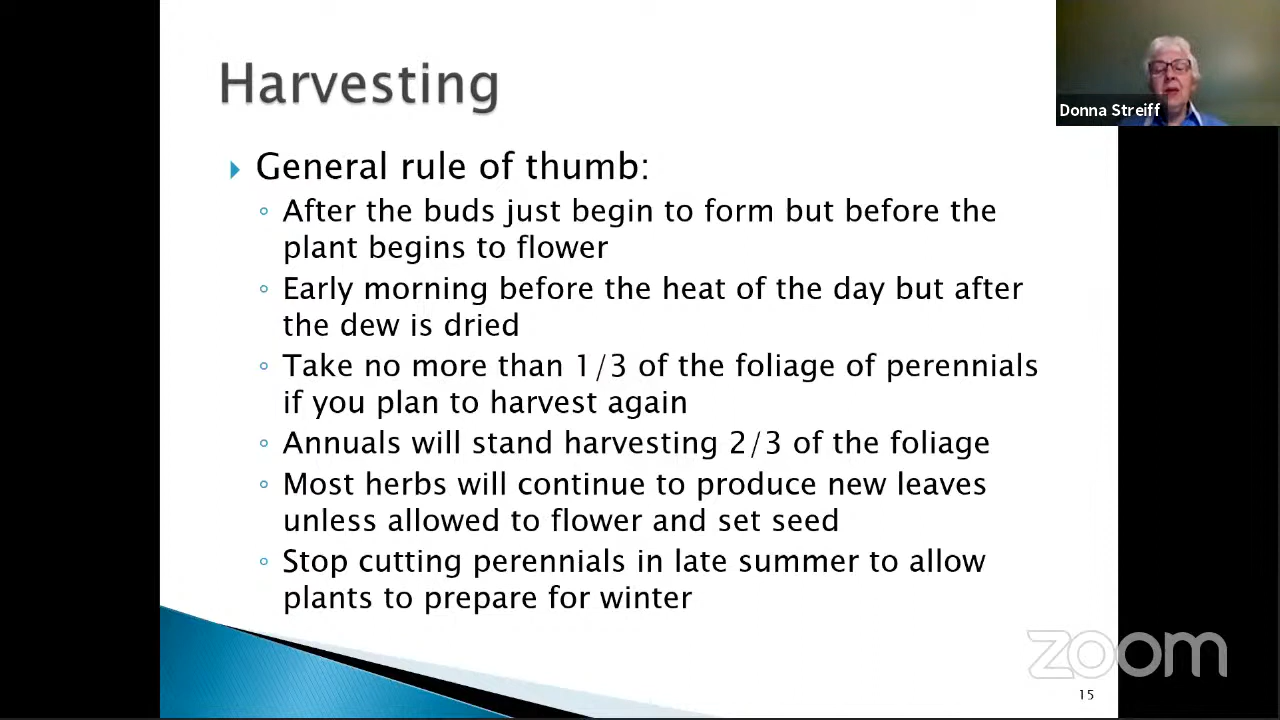 Harvesting
Donna Streiff
General rule of thumb:
After the buds just begin to form but before the
plant begins to flower
Early morning before the heat of the day but after
the dew is dried
Take no more than 1/3 of the foliage of perennials
if you plan to harvest again
Annuals will stand harvesting 2/3 of the foliage
Most herbs will continue to produce new leaves
unless allowed to flower and set seed
Stop cutting perennials in late summer to allow
plants to prepare for winter
zoom
15